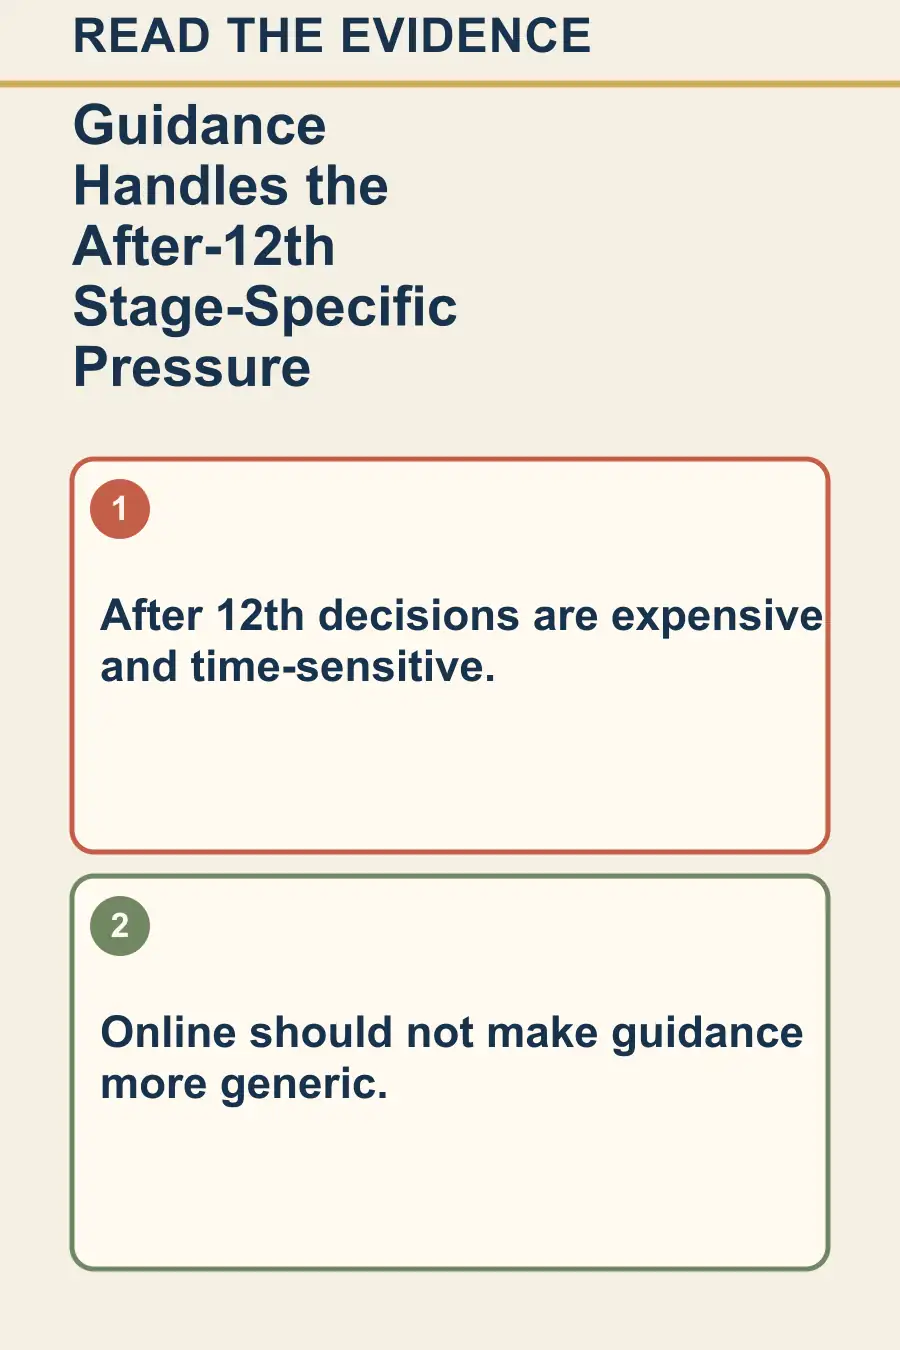 READ THE EVIDENCE
Guidance
Handles the
After-12th
Stage-Specific
Pressure
1
After 12th decisions are expensive
and time-sensitive.
2
Online should not make guidance
more generic.